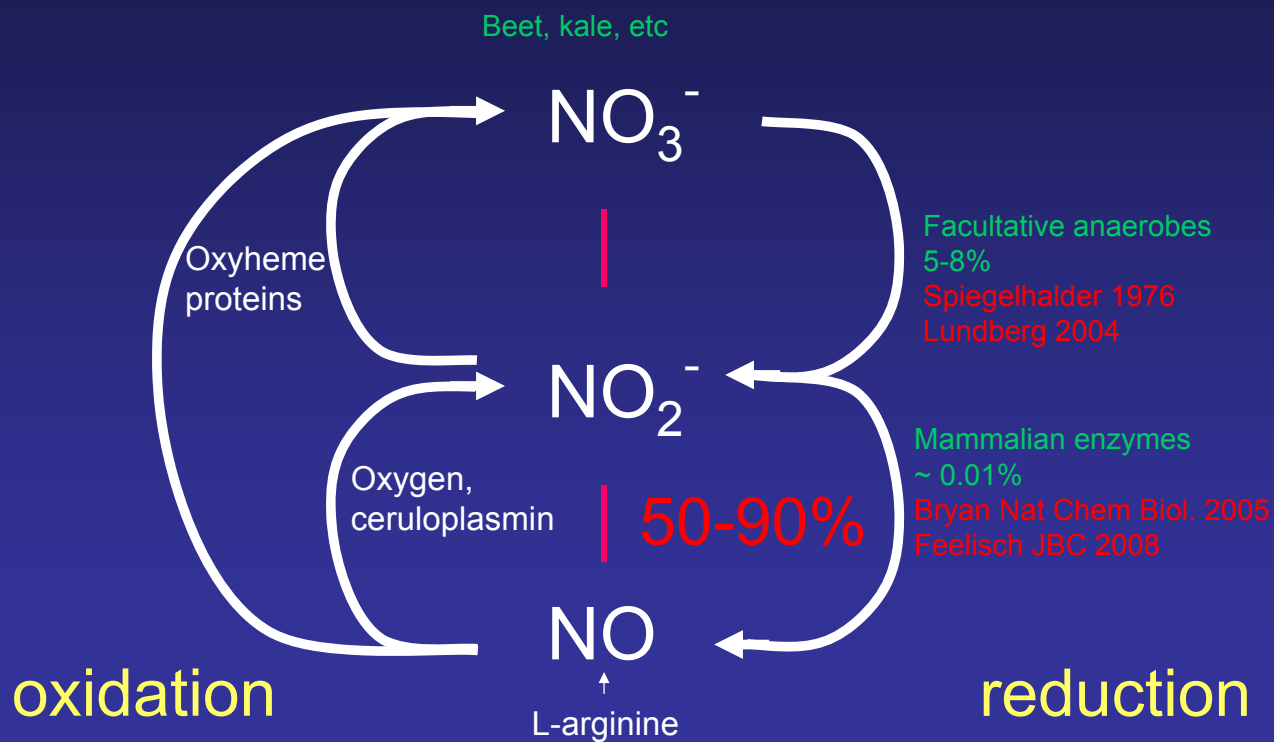 Beet, kale, etc
NO₃⁻
Oxyheme
proteins
Facultative anaerobes
5-8%
Spiegelhalder 1976
Lundberg 2004
NO₂⁻
Oxygen,
ceruloplasmin
50-90%
Mammalian enzymes
~ 0.01%
Bryan Nat Chem Biol. 2005
Feelisch JBC 2008
NO
L-arginine
oxidation
reduction